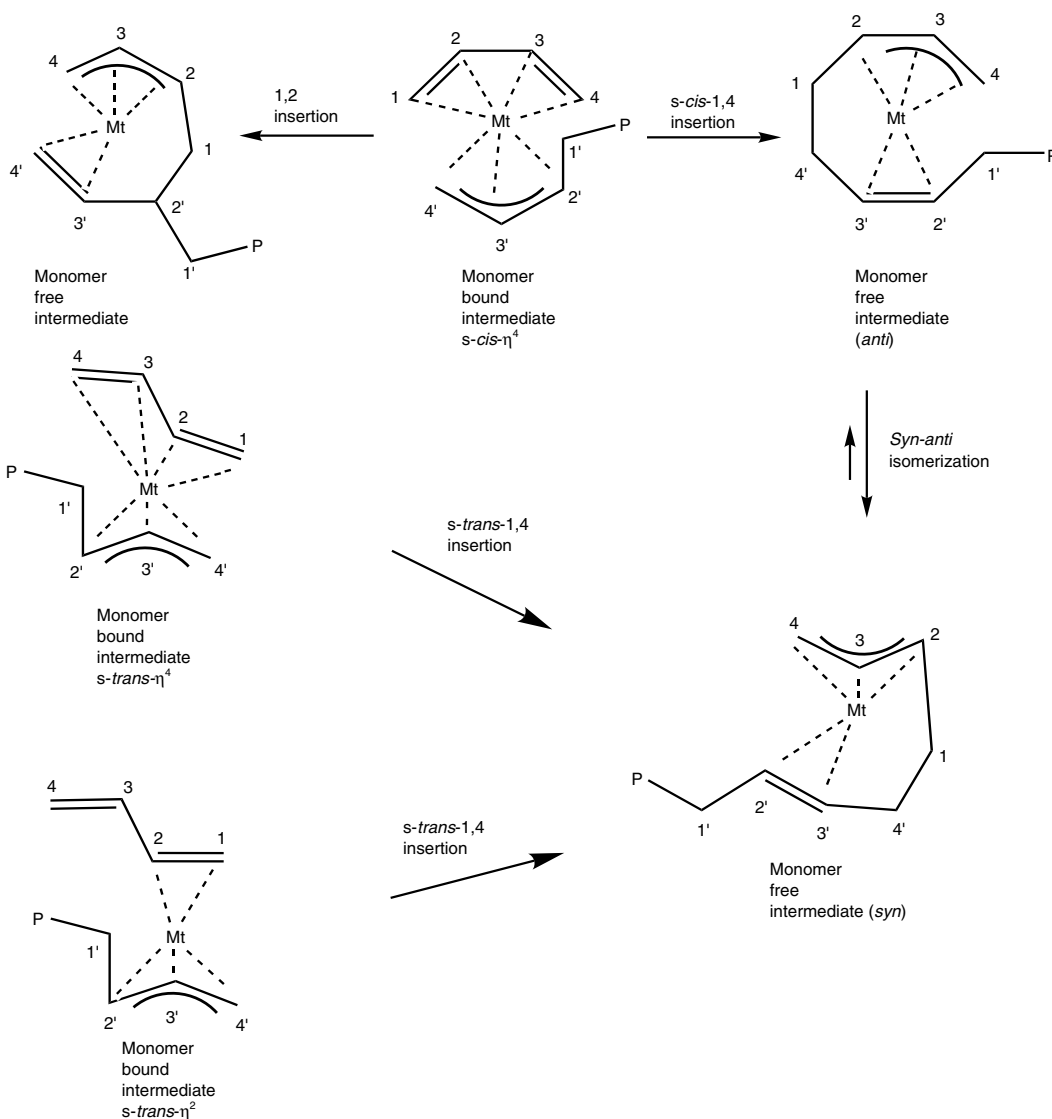 3
4
2
Mt
1
4'
3'
2'
P
1'
Monomer
free
intermediate
1,2
insertion
2
3
1
4
Mt
P
1'
2'
4'
3'
Monomer
bound
intermediate
s-cis-η⁴
s-cis-1,4
insertion
2
3
1
4
Mt
P
4'
1'
3'
2'
Monomer
free
intermediate
(anti)
Syn-anti
isomerization
4
3
2
1
P
Mt
1'
2'
3'
4'
Monomer
bound
intermediate
s-trans-η⁴
s-trans-1,4
insertion
4
3
2
1
P
Mt
1'
2'
3'
4'
Monomer
bound
intermediate
s-trans-η²
s-trans-1,4
insertion
4
3
2
Mt
1
P
2'
1'
3'
4'
Monomer
free
intermediate (syn)